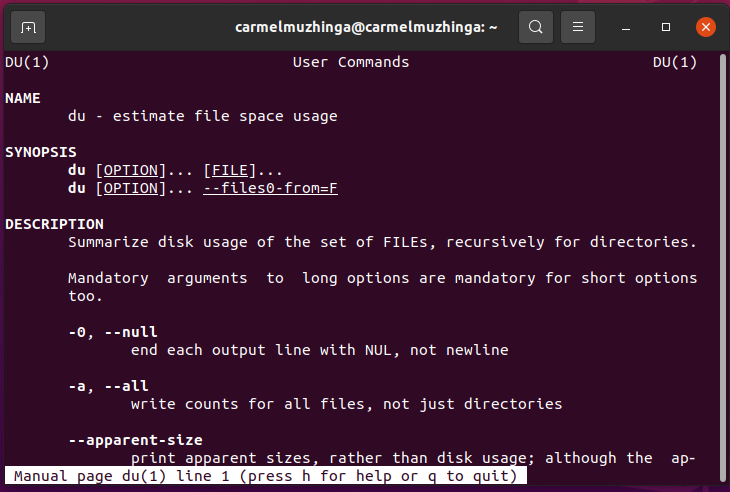 carmelmuzhinga@carmelmuzhinga: ~
DU(1) User Commands DU(1)
NAME
du - estimate file space usage
SYNOPSIS
du [OPTION]... [FILE]...
du [OPTION]... --files0-from=F
DESCRIPTION
Summarize disk usage of the set of FILEs, recursively for directories.
Mandatory arguments to long options are mandatory for short options
too.
-0, --null
end each output line with NUL, not newline
-a, --all
write counts for all files, not just directories
--apparent-size
print apparent sizes, rather than disk usage; although the ap-
Manual page du(1) line 1 (press h for help or q to quit)